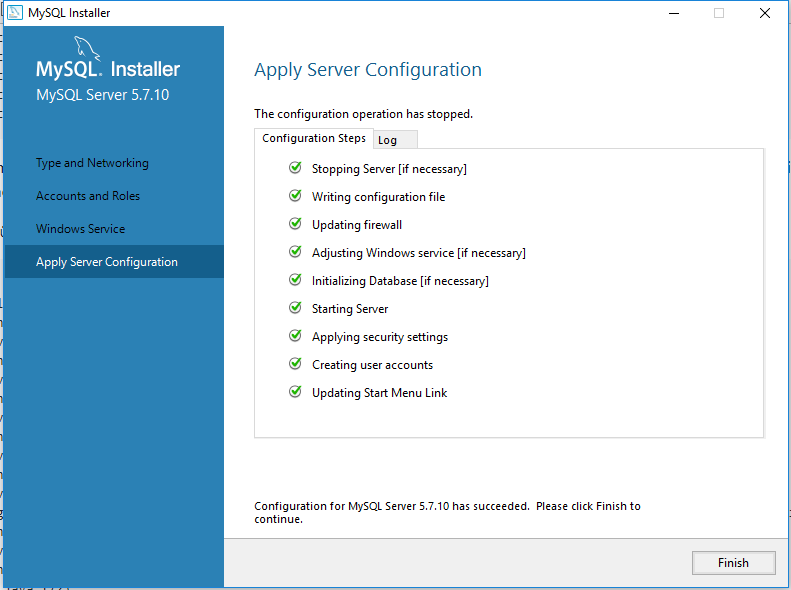 MySQL Installer
MySQL. Installer
MySQL Server 5.7.10
Type and Networking
Accounts and Roles
Windows Service
Apply Server Configuration
Apply Server Configuration
The configuration operation has stopped.
Configuration Steps Log
Stopping Server [if necessary]
Writing configuration file
Updating firewall
Adjusting Windows service [if necessary]
Initializing Database [if necessary]
Starting Server
Applying security settings
Creating user accounts
Updating Start Menu Link
Configuration for MySQL Server 5.7.10 has succeeded. Please click Finish to
continue.
Finish